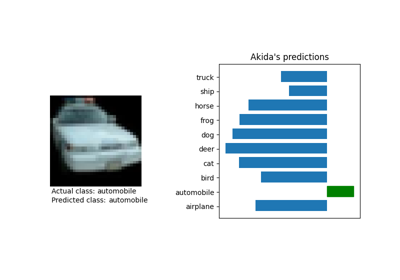 Akida's predictions
truck
ship
horse
frog
dog
deer
cat
bird
automobile
airplane
Actual class: automobile
Predicted class: automobile